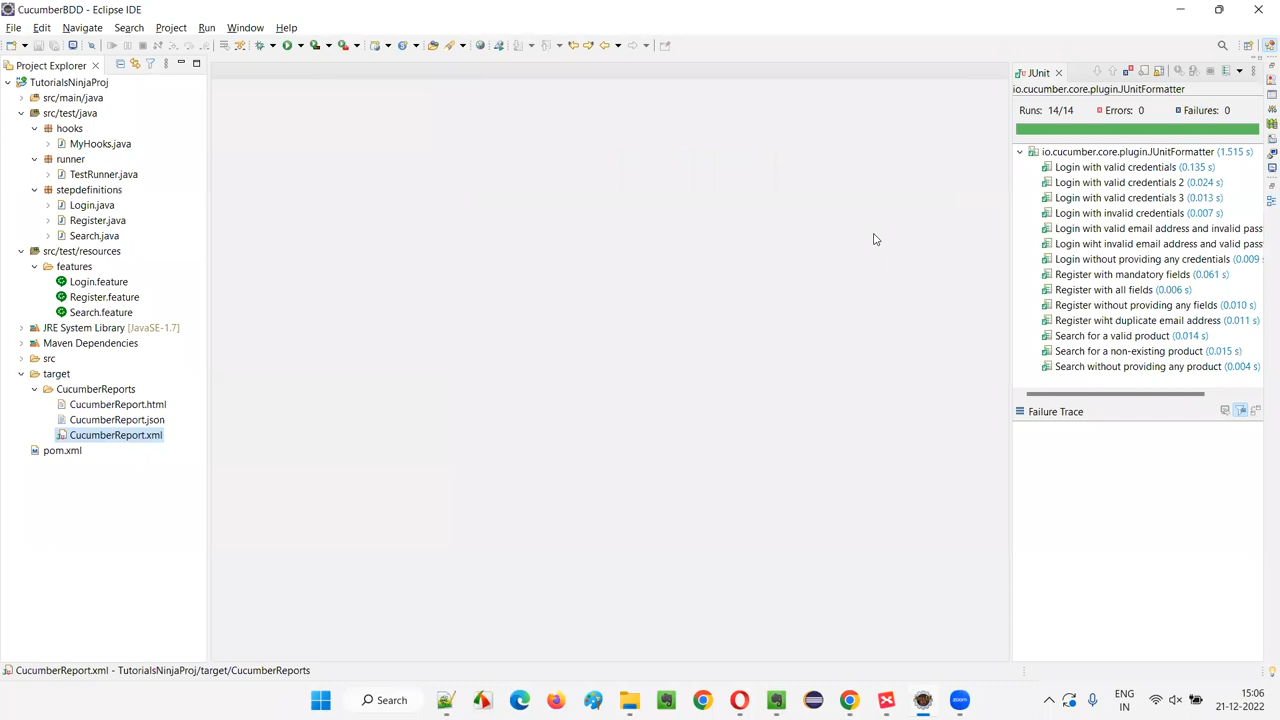 CucumberBDD - Eclipse IDE
File Edit Navigate Search Project Run Window Help
Project Explorer
TutorialsNinjaProj
src/main/java
src/test/java
hooks
MyHooks.java
runner
TestRunner.java
stepdefinitions
Login.java
Register.java
Search.java
src/test/resources
features
Login.feature
Register.feature
Search.feature
JRE System Library [JavaSE-1.7]
Maven Dependencies
src
target
CucumberReports
CucumberReport.html
CucumberReport.json
CucumberReport.xml
pom.xml
JUnit
io.cucumber.core.plugin.JUnitFormatter
Runs: 14/14 Errors: 0 Failures: 0
io.cucumber.core.plugin.JUnitFormatter (1.515 s)
Login with valid credentials (0.135 s)
Login with valid credentials 2 (0.024 s)
Login with valid credentials 3 (0.013 s)
Login with invalid credentials (0.007 s)
Login with valid email address and invalid pass
Login wiht invalid email address and valid pass
Login without providing any credentials (0.009
Register with mandatory fields (0.061 s)
Register with all fields (0.006 s)
Register without providing any fields (0.010 s)
Register wiht duplicate email address (0.011 s)
Search for a valid product (0.014 s)
Search for a non-existing product (0.015 s)
Search without providing any product (0.004 s)
Failure Trace
CucumberReport.xml - TutorialsNinjaProj/target/CucumberReports
Search
zoom
ENG
IN
15:06
21-12-2022